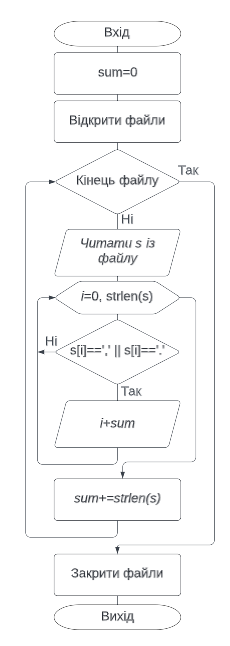 Вхід
sum=0
Відкрити файли
Кінець файлу
Так
Ні
Читати s із
файлу
i=0, strlen(s)
Ні
s[i]==',' || s[i]=='.'
Так
i+sum
sum+=strlen(s)
Закрити файли
Вихід